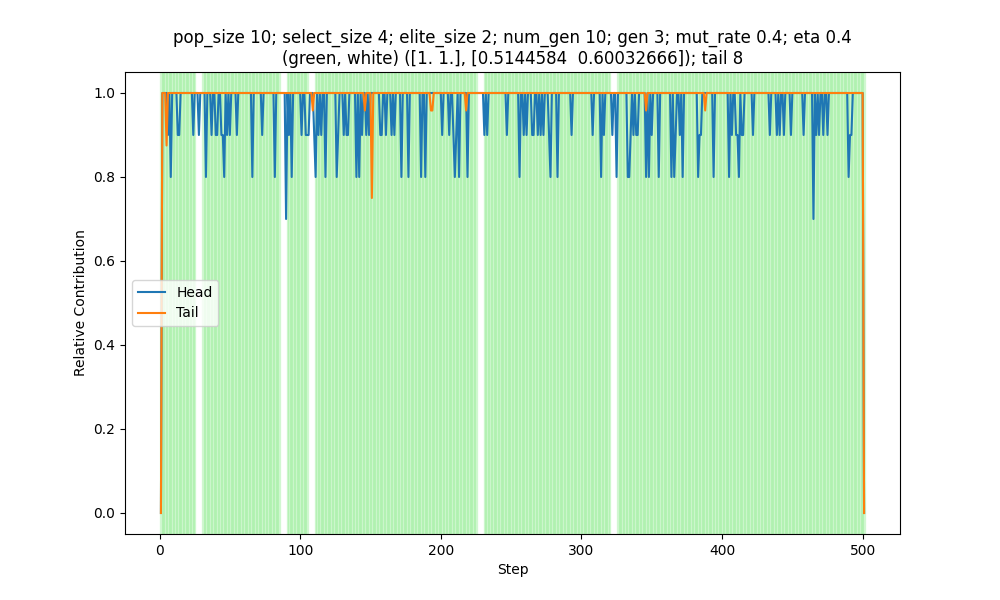 pop_size 10; select_size 4; elite_size 2; num_gen 10; gen 3; mut_rate 0.4; eta 0.4
(green, white) ([1. 1.], [0.5144584  0.60032666]); tail 8
1.0
0.8
0.6
0.4
0.2
0.0
Relative Contribution
Head
Tail
0
100
200
300
400
500
Step